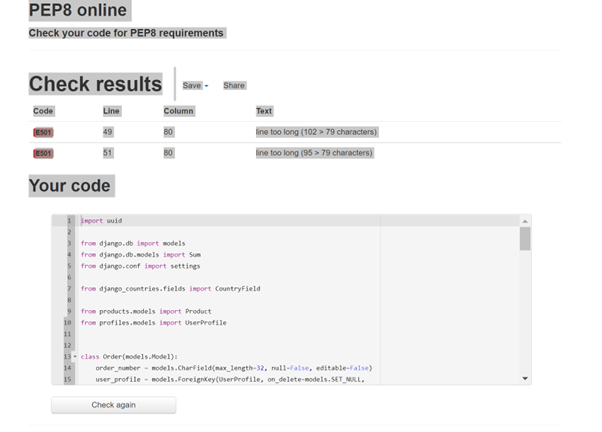 PEP8 online
Check your code for PEP8 requirements
Check results
Save
Share
Code Line Column Text
E501 49 80 line too long (102 > 79 characters)
E501 51 80 line too long (95 > 79 characters)
Your code
1 import uuid
2
3 from django.db import models
4 from django.db.models import Sum
5 from django.conf import settings
6
7 from django_countries.fields import CountryField
8
9 from products.models import Product
10 from profiles.models import UserProfile
11
12
13 class Order(models.Model):
14 order_number = models.CharField(max_length=32, null=False, editable=False)
15 user_profile = models.ForeignKey(UserProfile, on_delete=models.SET_NULL,
Check again